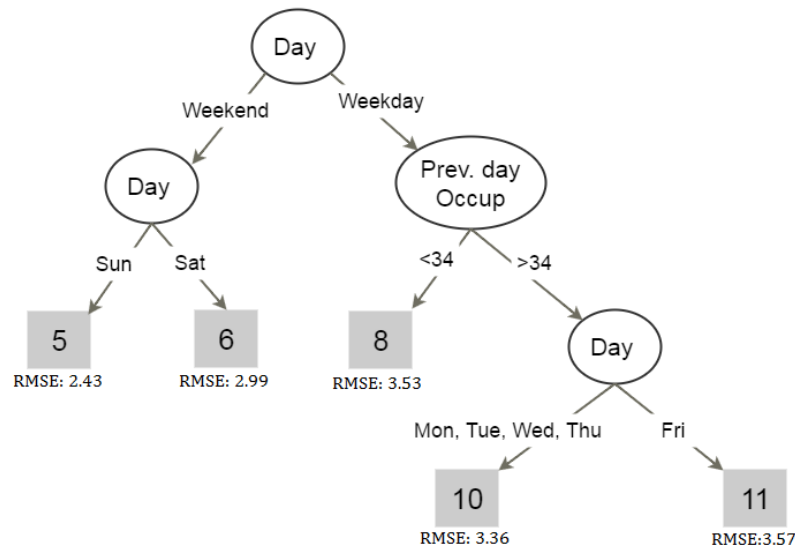 Day
Weekend
Weekday
Day
Prev. day
Occup
Sun
Sat
<34
>34
5
6
8
Day
RMSE: 2.43
RMSE: 2.99
RMSE: 3.53
Mon, Tue, Wed, Thu
Fri
10
11
RMSE: 3.36
RMSE:3.57